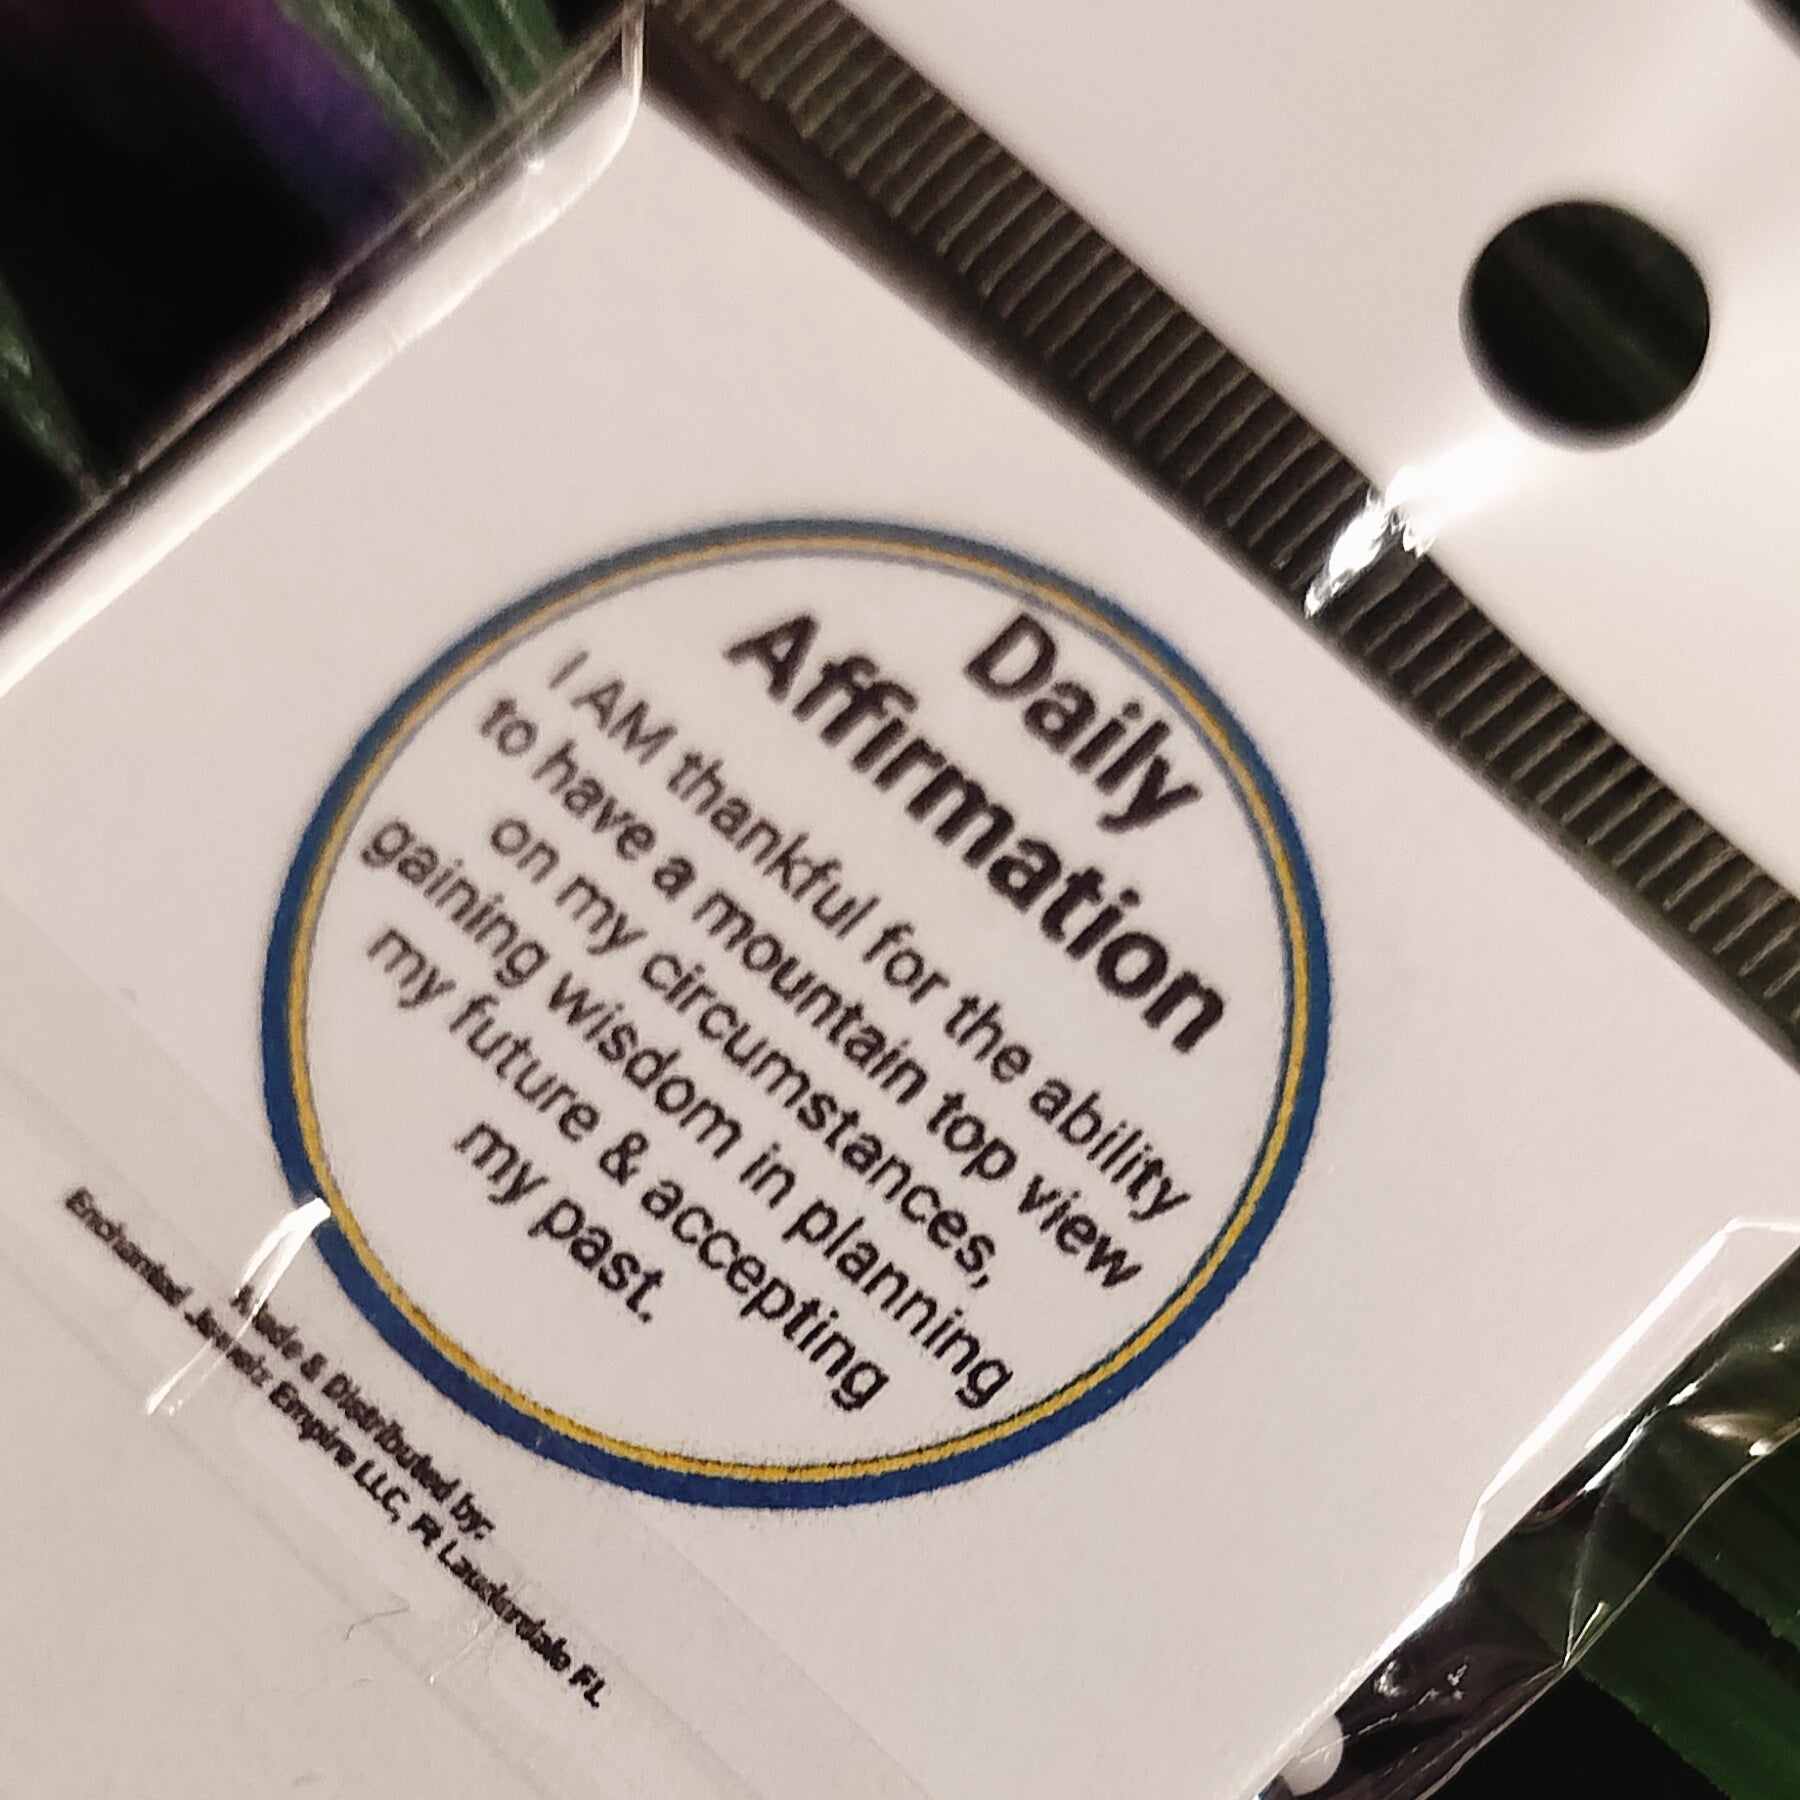 Daily
Affirmation
I AM thankful for the ability
to have a mountain top view
on my circumstances,
gaining wisdom in planning
my future & accepting
my past.
Made & Distributed by:
Enchanted Jewelz Empire LLC, Ft Lauderdale FL